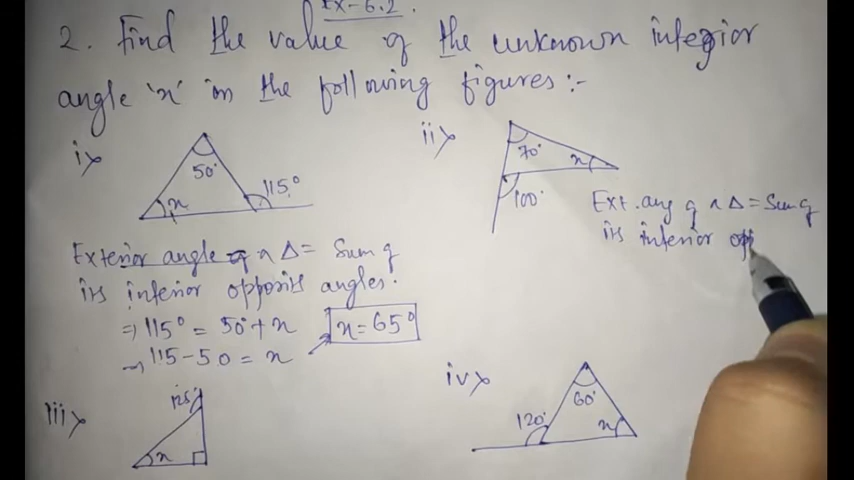 Ex-6.2.
2. Find the value of the unknown interior
angle 'x' in the following figures :-
i>
50°
x
115°
ii>
70°
x
100°
Ext. ang of a Δ = Sum of
its interior opp
Exterior angle of a Δ = Sum of
its interior opposite angles.
⇒ 115° = 50° + x
x = 65°
→ 115 - 50 = x
iii>
125°
x
iv>
60°
120°
x